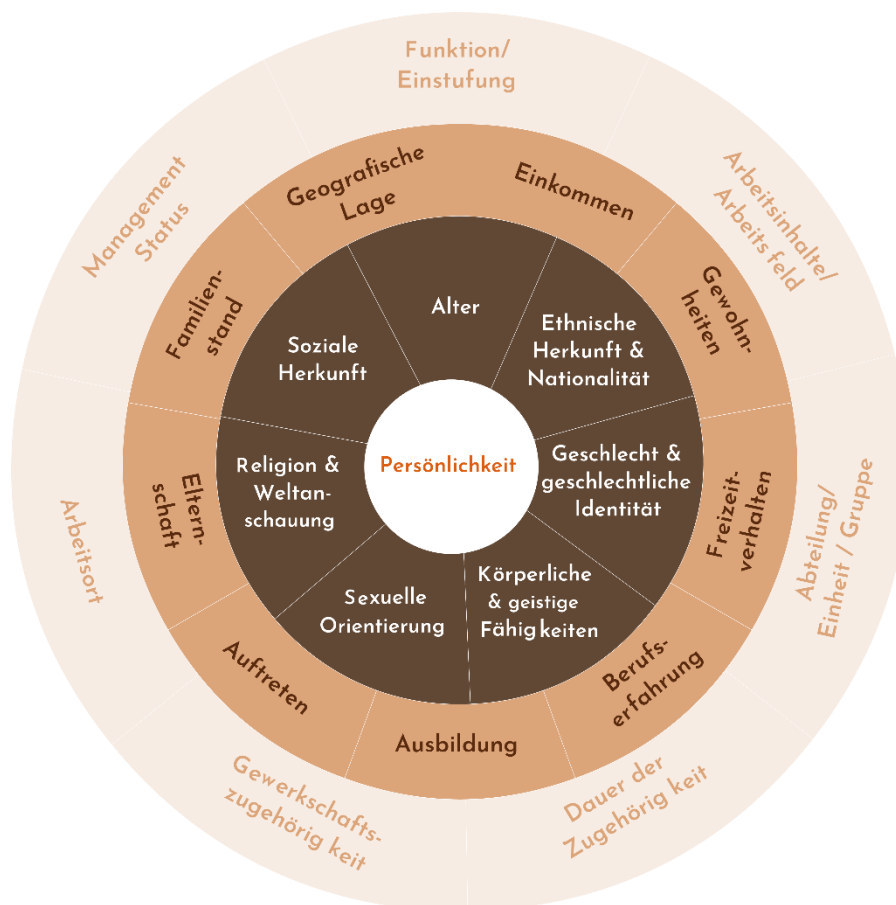 Funktion/
Einstufung
Arbeitsinhalte/
Arbeits feld
Abteilung/
Einheit / Gruppe
Dauer der
Zugehörig keit
Gewerkschafts-
zugehörig keit
Arbeitsort
Management
Status
Geografische
Lage
Einkommen
Gewohn-
heiten
Freizeit-
verhalten
Berufs-
erfahrung
Ausbildung
Auftreten
Eltern-
schaft
Familien-
stand
Alter
Ethnische
Herkunft &
Nationalität
Geschlecht &
geschlechtliche
Identität
Körperliche
& geistige
Fähig keiten
Sexuelle
Orientierung
Religion &
Weltan-
schauung
Soziale
Herkunft
Persönlichkeit